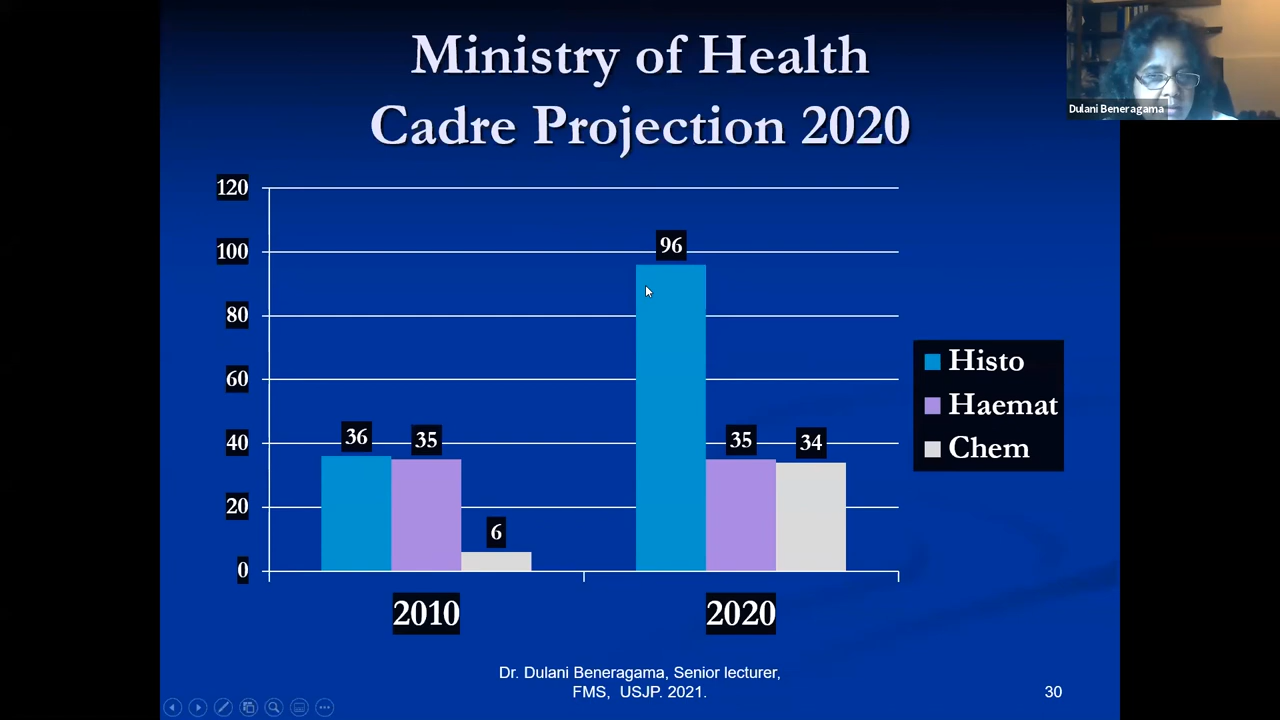 Ministry of Health
Cadre Projection 2020
Dulani Beneragama
120
100
80
60
40
20
0
36
35
6
96
35
34
2010
2020
Histo
Haemat
Chem
Dr. Dulani Beneragama, Senior lecturer,
FMS, USJP. 2021.
30